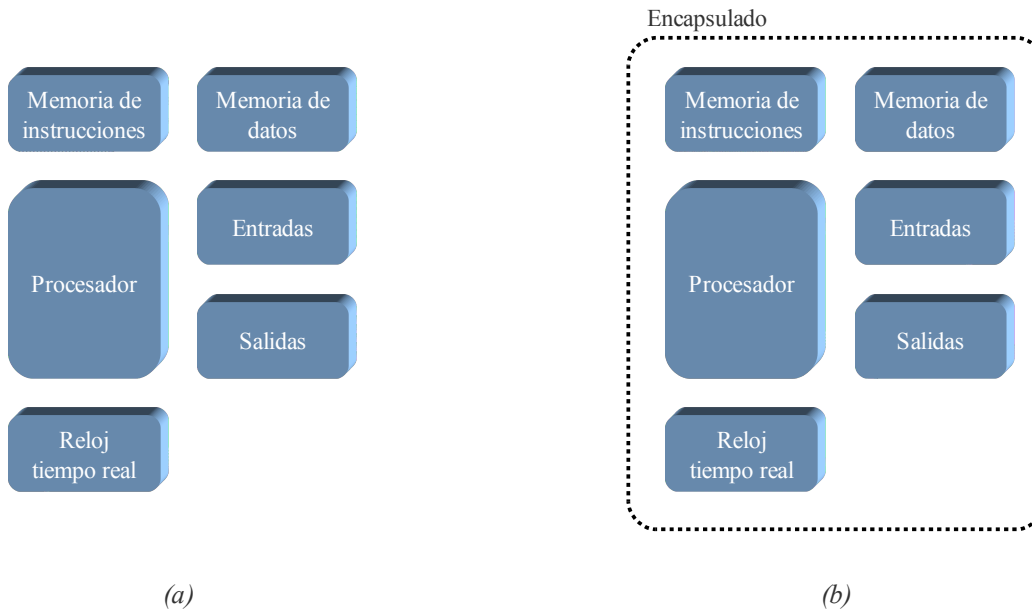 Memoria de
instrucciones
Memoria de
datos
Procesador
Entradas
Salidas
Reloj
tiempo real
(a)
Encapsulado
Memoria de
instrucciones
Memoria de
datos
Procesador
Entradas
Salidas
Reloj
tiempo real
(b)